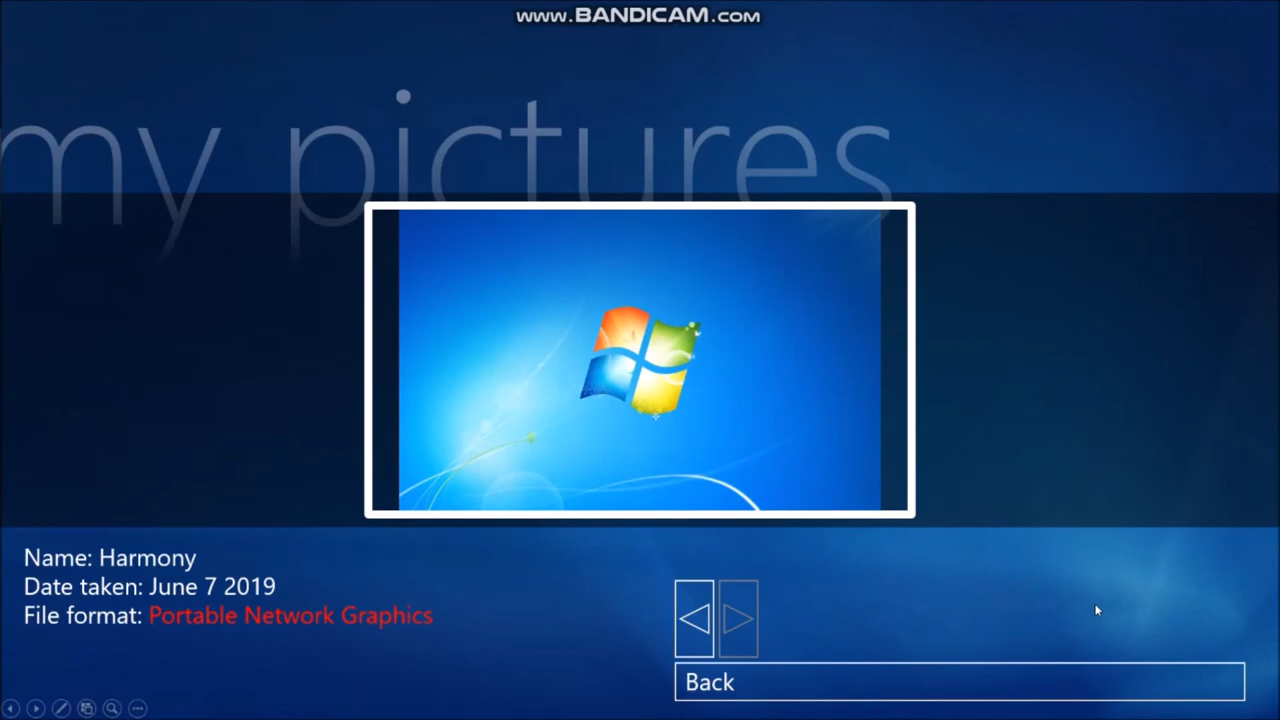 www.BANDICAM.com
my pictures
Name: Harmony
Date taken: June 7 2019
File format: Portable Network Graphics
Back